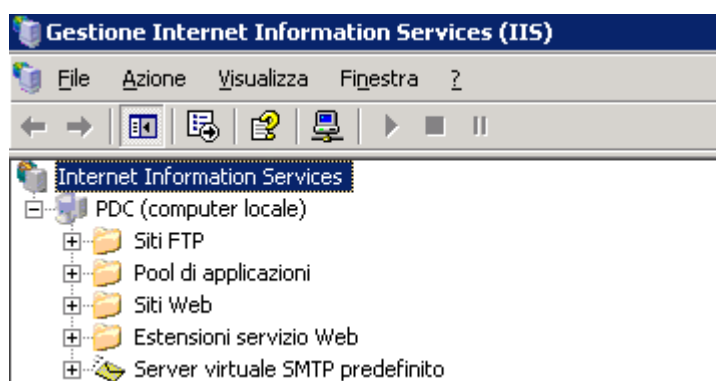 Gestione Internet Information Services (IIS)
File Azione Visualizza Finestra ?
Internet Information Services
PDC (computer locale)
Siti FTP
Pool di applicazioni
Siti Web
Estensioni servizio Web
Server virtuale SMTP predefinito